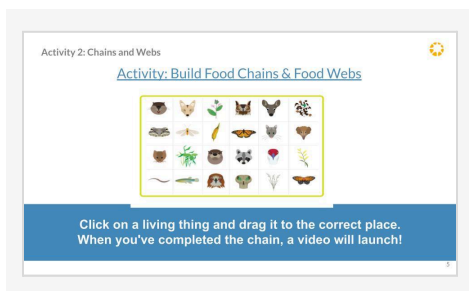 Activity 2: Chains and Webs
Activity: Build Food Chains & Food Webs
Click on a living thing and drag it to the correct place.
When you've completed the chain, a video will launch!
5